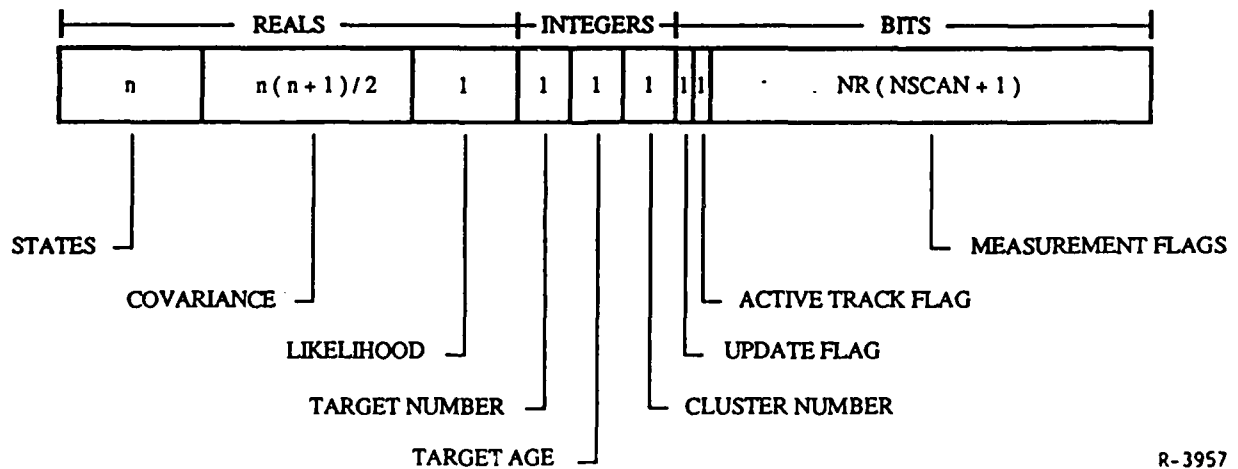 REALS INTEGERS BITS
n n(n+1)/2 1 1 1 1 1 1 NR(NSCAN+1)
STATES MEASUREMENT FLAGS
COVARIANCE ACTIVE TRACK FLAG
LIKELIHOOD UPDATE FLAG
TARGET NUMBER CLUSTER NUMBER
TARGET AGE
R-3957